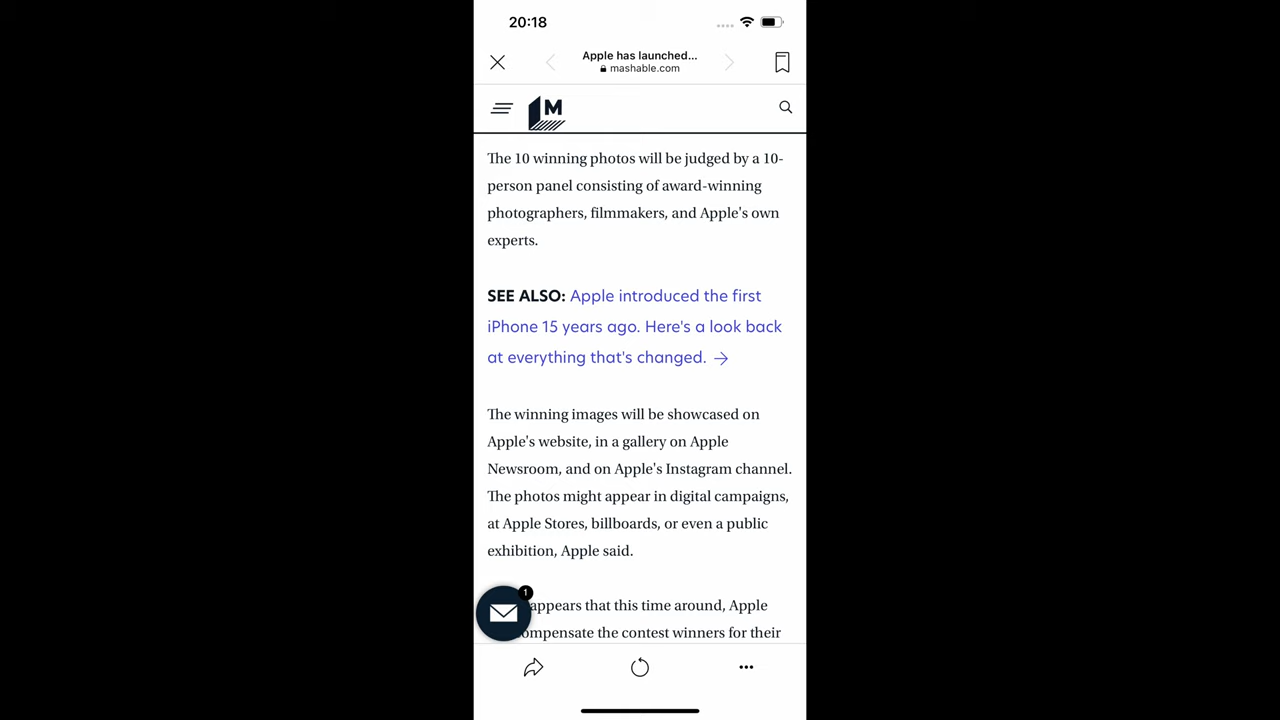 20:18
Apple has launched...
mashable.com
M
The 10 winning photos will be judged by a 10-
person panel consisting of award-winning
photographers, filmmakers, and Apple's own
experts.
SEE ALSO: Apple introduced the first
iPhone 15 years ago. Here's a look back
at everything that's changed. →
The winning images will be showcased on
Apple's website, in a gallery on Apple
Newsroom, and on Apple's Instagram channel.
The photos might appear in digital campaigns,
at Apple Stores, billboards, or even a public
exhibition, Apple said.
1
appears that this time around, Apple
compensate the contest winners for their